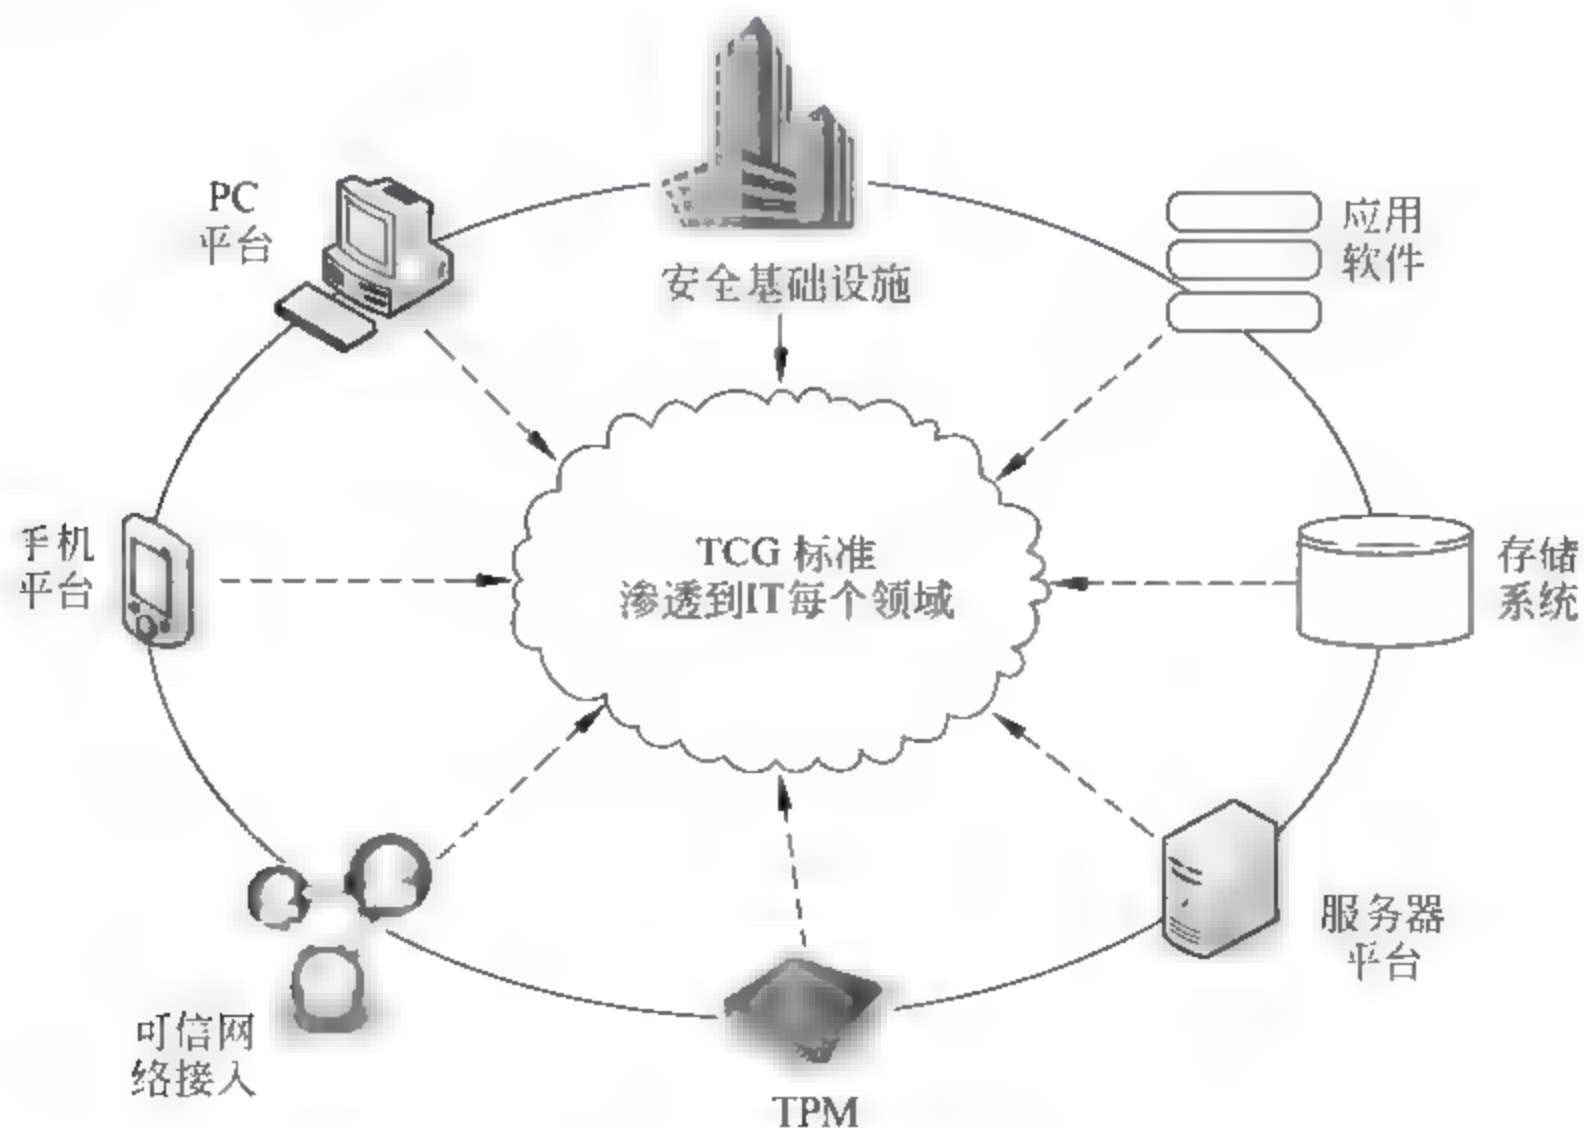 PC
平台
安全基础设施
应用
软件
手机
平台
TCG 标准
渗透到IT每个领域
存储
系统
服务器
平台
可信网
络接入
TPM